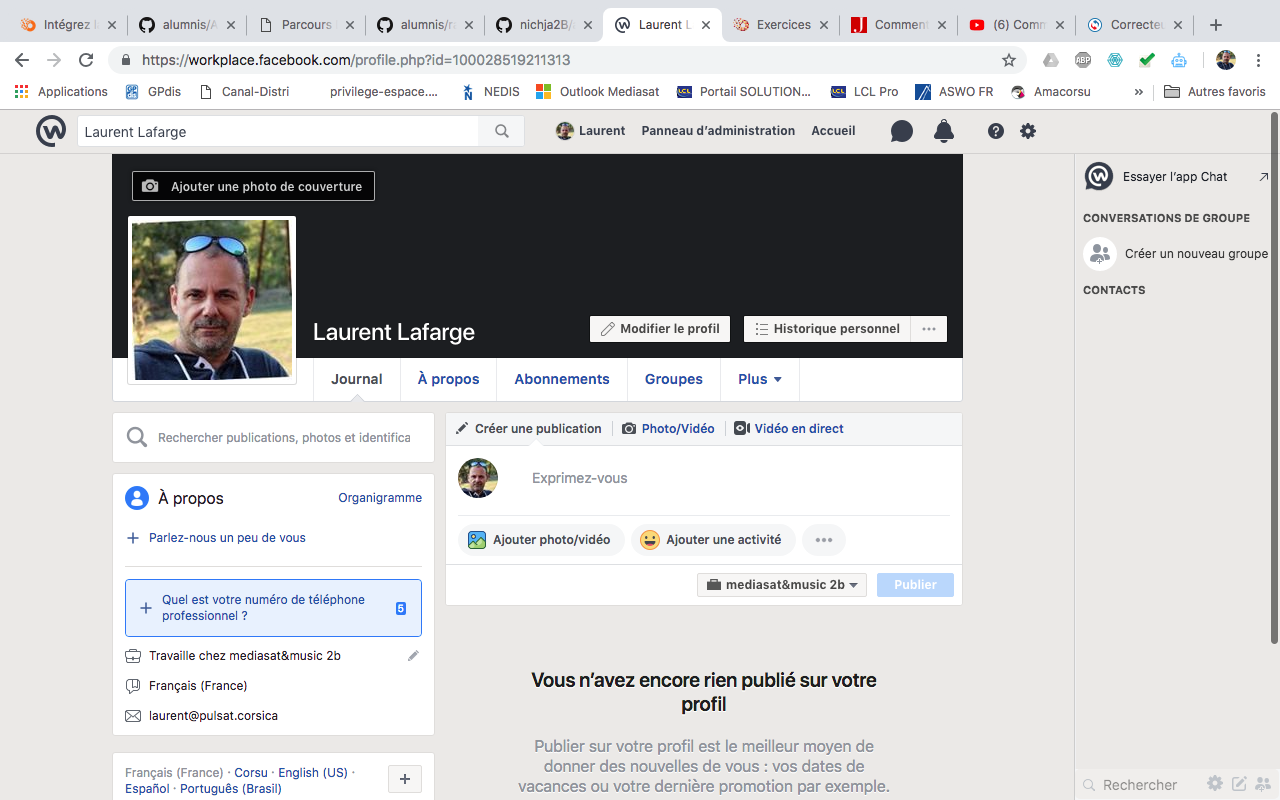 Intégrez l
alumnis/A
Parcours
alumnis/ra
nichja2B/
Laurent L
Exercices
Comment
(6) Comm
Correcteu
https://workplace.facebook.com/profile.php?id=100028519211313
ABP
Applications
GPdis
Canal-Distri
privilege-espace....
NEDIS
Outlook Mediasat
LCL
Portail SOLUTION...
LCL
LCL Pro
ASWO FR
Amacorsu
»
Autres favoris
Laurent Lafarge
Laurent
Panneau d'administration
Accueil
Ajouter une photo de couverture
Laurent Lafarge
Modifier le profil
Historique personnel
Journal
À propos
Abonnements
Groupes
Plus
Rechercher publications, photos et identifica
À propos
Organigramme
Parlez-nous un peu de vous
Quel est votre numéro de téléphone
professionnel ?
5
Travaille chez mediasat&music 2b
Français (France)
laurent@pulsat.corsica
Français (France) · Corsu · English (US) ·
Español · Português (Brasil)
Créer une publication
Photo/Vidéo
Vidéo en direct
Exprimez-vous
Ajouter photo/vidéo
Ajouter une activité
mediasat&music 2b
Publier
Vous n'avez encore rien publié sur votre
profil
Publier sur votre profil est le meilleur moyen de
donner des nouvelles de vous : vos dates de
vacances ou votre dernière promotion par exemple.
Essayer l'app Chat
CONVERSATIONS DE GROUPE
Créer un nouveau groupe
CONTACTS
Rechercher